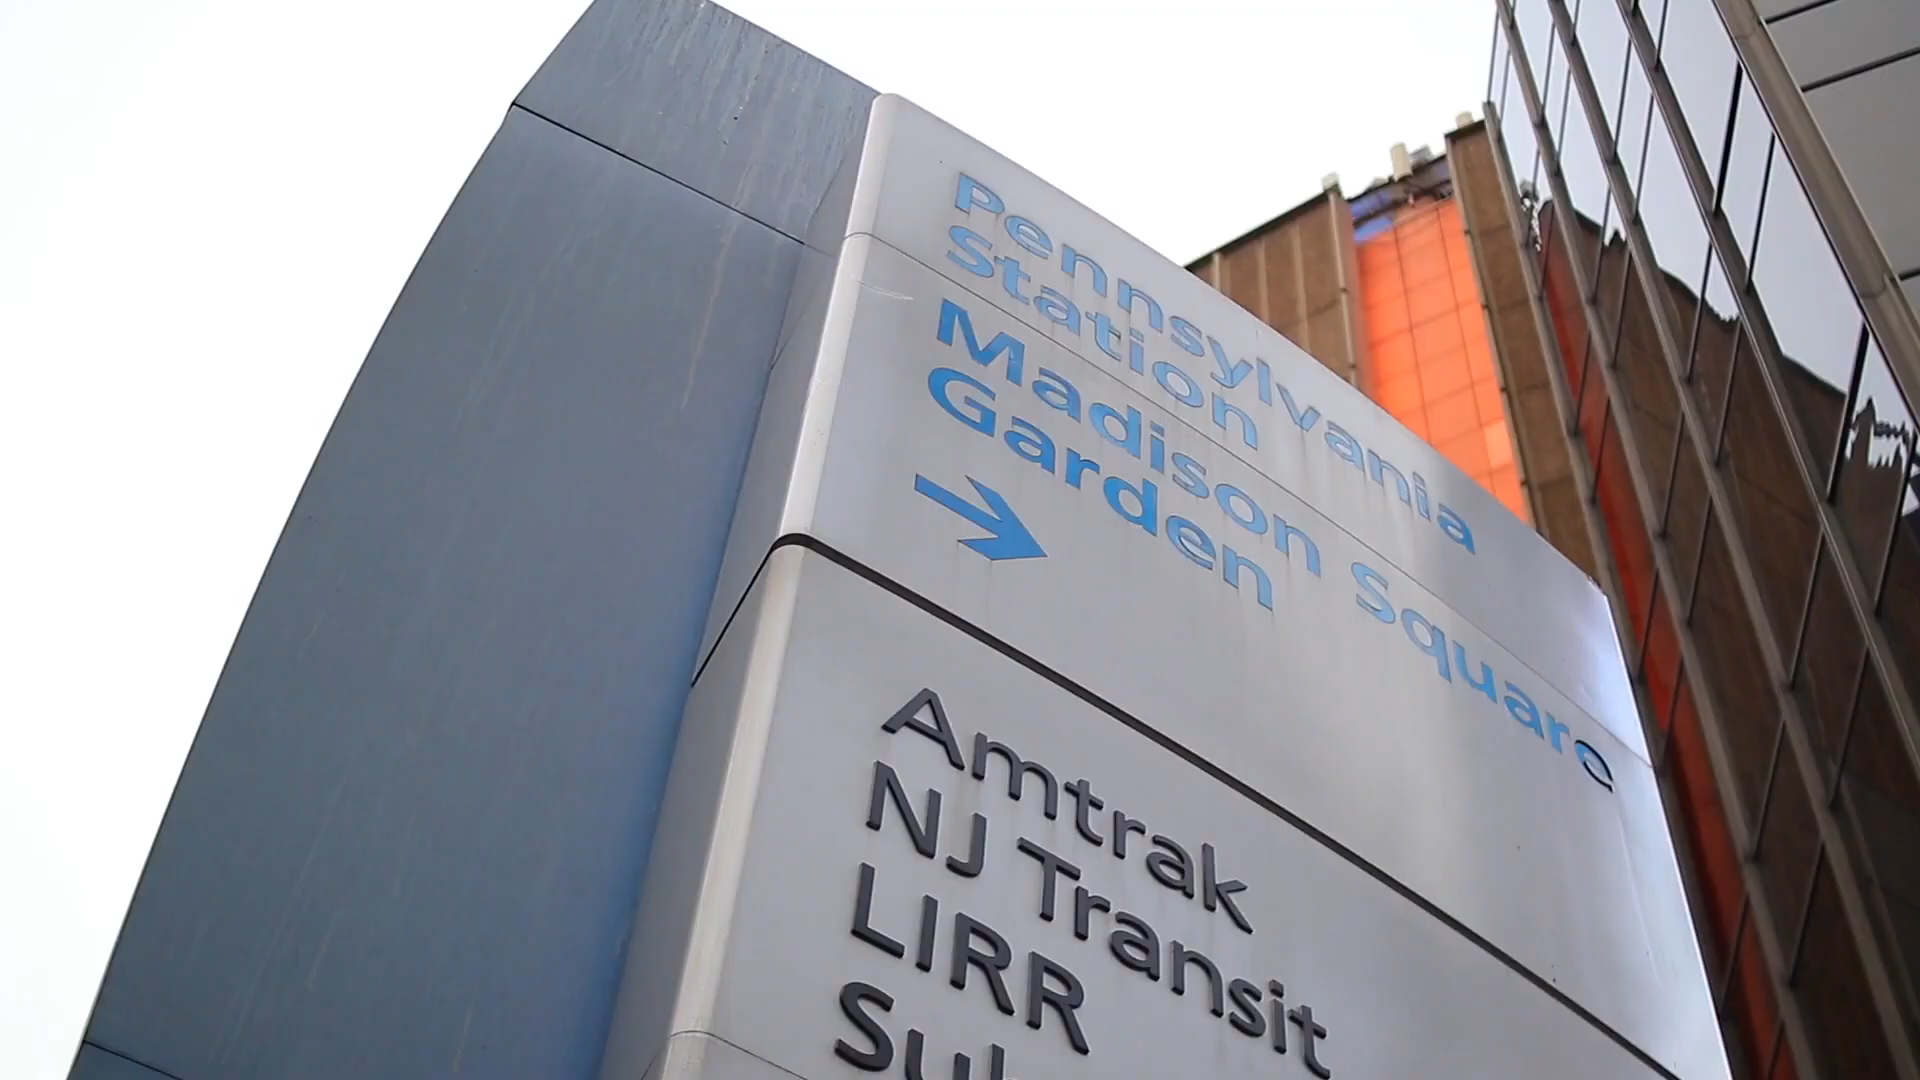 Pennsylvania
Station
Madison Square
Garden
Amtrak
NJ Transit
LIRR